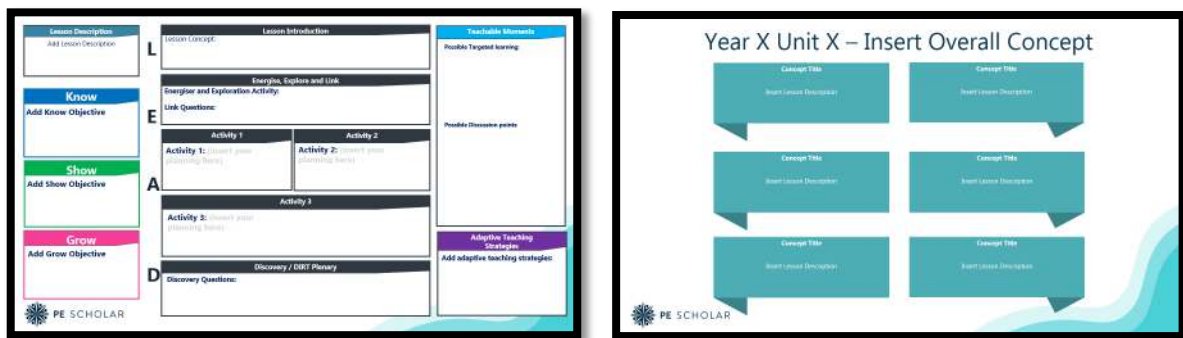 Lesson Description
Add Lesson Description
Know
Add Know Objective
Show
Add Show Objective
Grow
Add Grow Objective
PE SCHOLAR
L
E
A
D
Lesson Introduction
Lesson Concept:
Energise, Explore and Link
Energiser and Exploration Activity:
Link Questions:
Activity 1
Activity 1: (insert your
planning here)
Activity 2
Activity 2: (insert your
planning here)
Activity 3
Activity 3: (insert your
planning here)
Discovery / DIRT Plenary
Discovery Questions:
Teachable Moments
Possible Targeted learning:
Possible Discussion points
Adaptive Teaching
Strategies
Add adaptive teaching strategies:
Year X Unit X – Insert Overall Concept
Concept Title
Insert Lesson Description
Concept Title
Insert Lesson Description
Concept Title
Insert Lesson Description
Concept Title
Insert Lesson Description
Concept Title
Insert Lesson Description
Concept Title
Insert Lesson Description
PE SCHOLAR